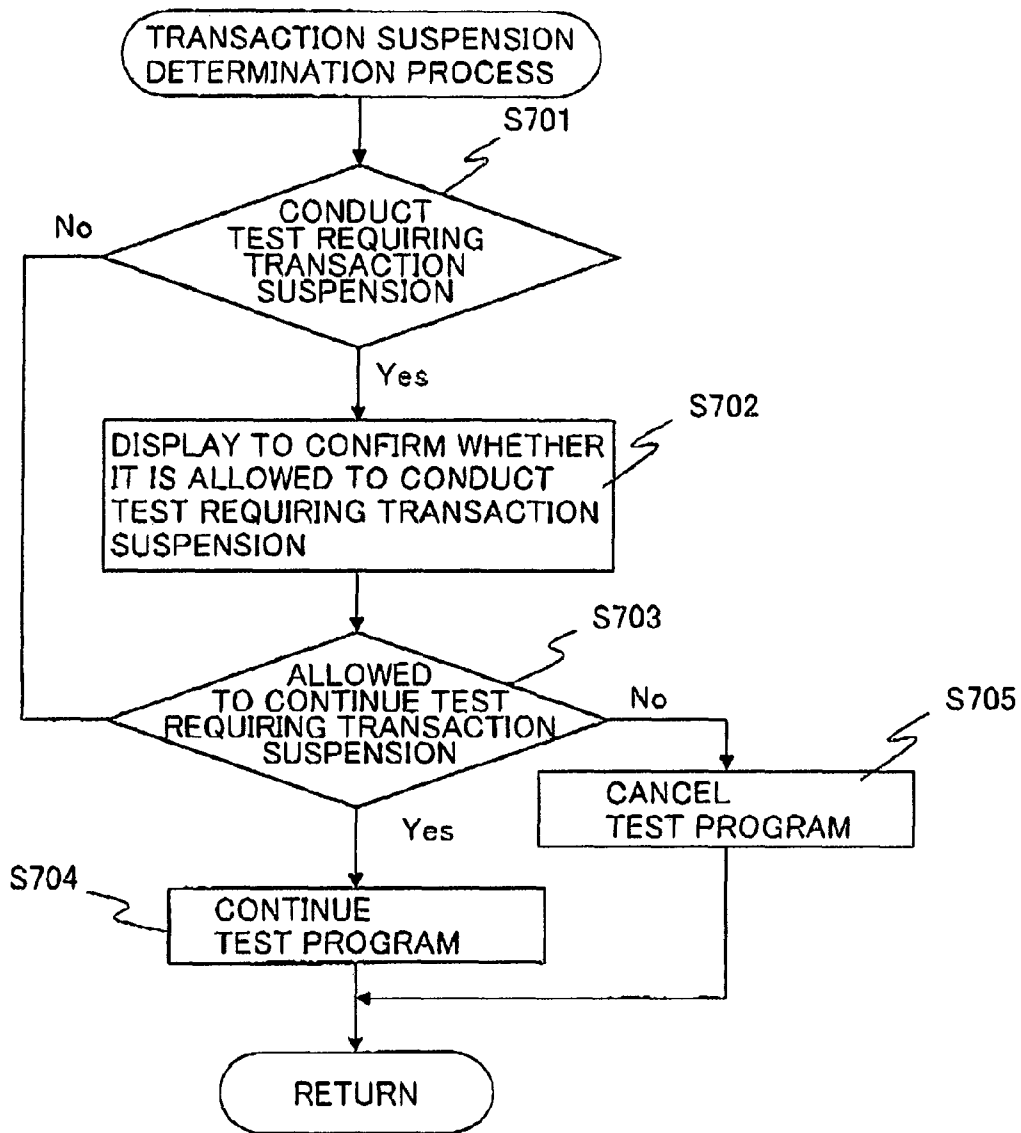 TRANSACTION SUSPENSION
DETERMINATION PROCESS
S701
No
CONDUCT
TEST REQUIRING
TRANSACTION
SUSPENSION
Yes
S702
DISPLAY TO CONFIRM WHETHER
IT IS ALLOWED TO CONDUCT
TEST REQUIRING TRANSACTION
SUSPENSION
S703
ALLOWED
TO CONTINUE TEST
REQUIRING TRANSACTION
SUSPENSION
No
S705
CANCEL
TEST PROGRAM
Yes
S704
CONTINUE
TEST PROGRAM
RETURN